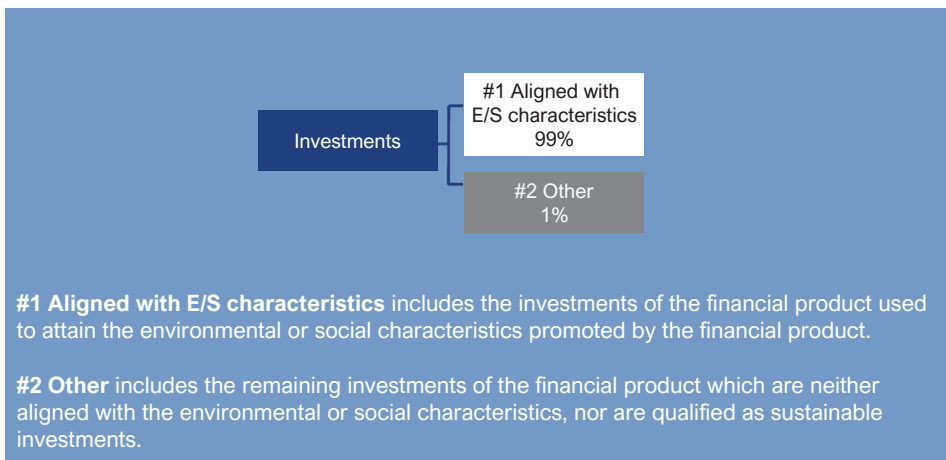 Investments
#1 Aligned with
E/S characteristics
99%
#2 Other
1%
#1 Aligned with E/S characteristics includes the investments of the financial product used
to attain the environmental or social characteristics promoted by the financial product.
#2 Other includes the remaining investments of the financial product which are neither
aligned with the environmental or social characteristics, nor are qualified as sustainable
investments.